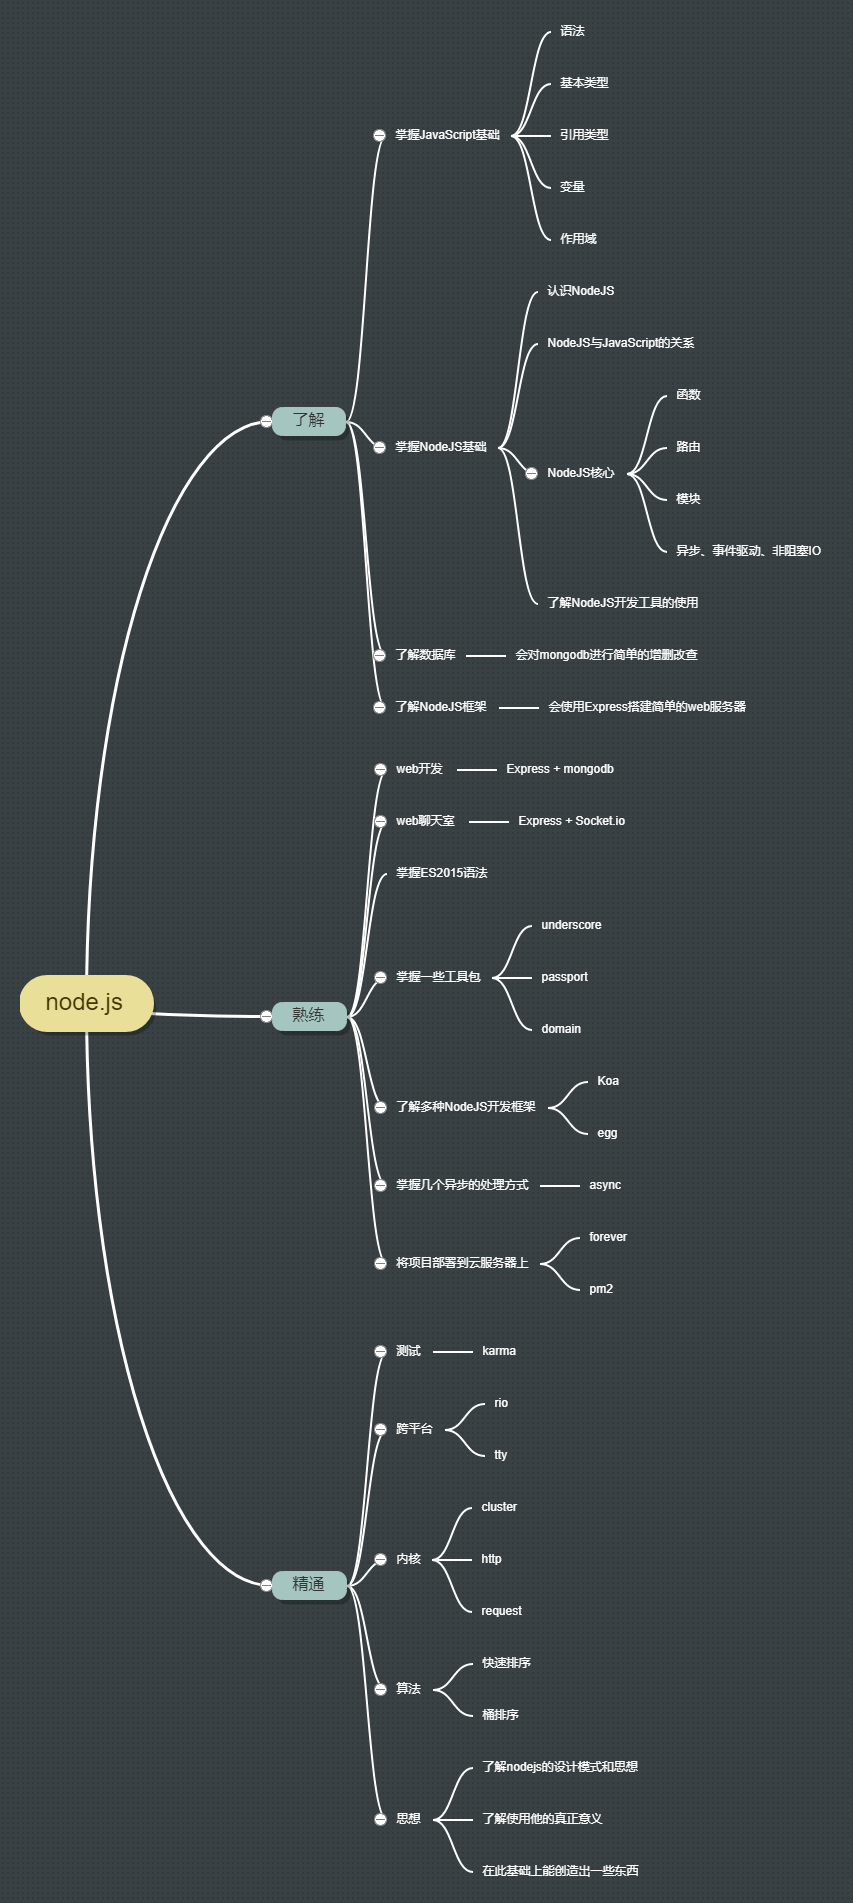 node.js
了解
掌握JavaScript基础
语法
基本类型
引用类型
变量
作用域
掌握NodeJS基础
认识NodeJS
NodeJS与JavaScript的关系
NodeJS核心
函数
路由
模块
异步、事件驱动、非阻塞IO
了解NodeJS开发工具的使用
了解数据库
会对mongodb进行简单的增删改查
了解NodeJS框架
会使用Express搭建简单的web服务器
熟练
web开发
Express + mongodb
web聊天室
Express + Socket.io
掌握ES2015语法
掌握一些工具包
underscore
passport
domain
了解多种NodeJS开发框架
Koa
egg
掌握几个异步的处理方式
async
将项目部署到云服务器上
forever
pm2
精通
测试
karma
跨平台
rio
tty
内核
cluster
http
request
算法
快速排序
桶排序
思想
了解nodejs的设计模式和思想
了解使用他的真正意义
在此基础上能创造出一些东西